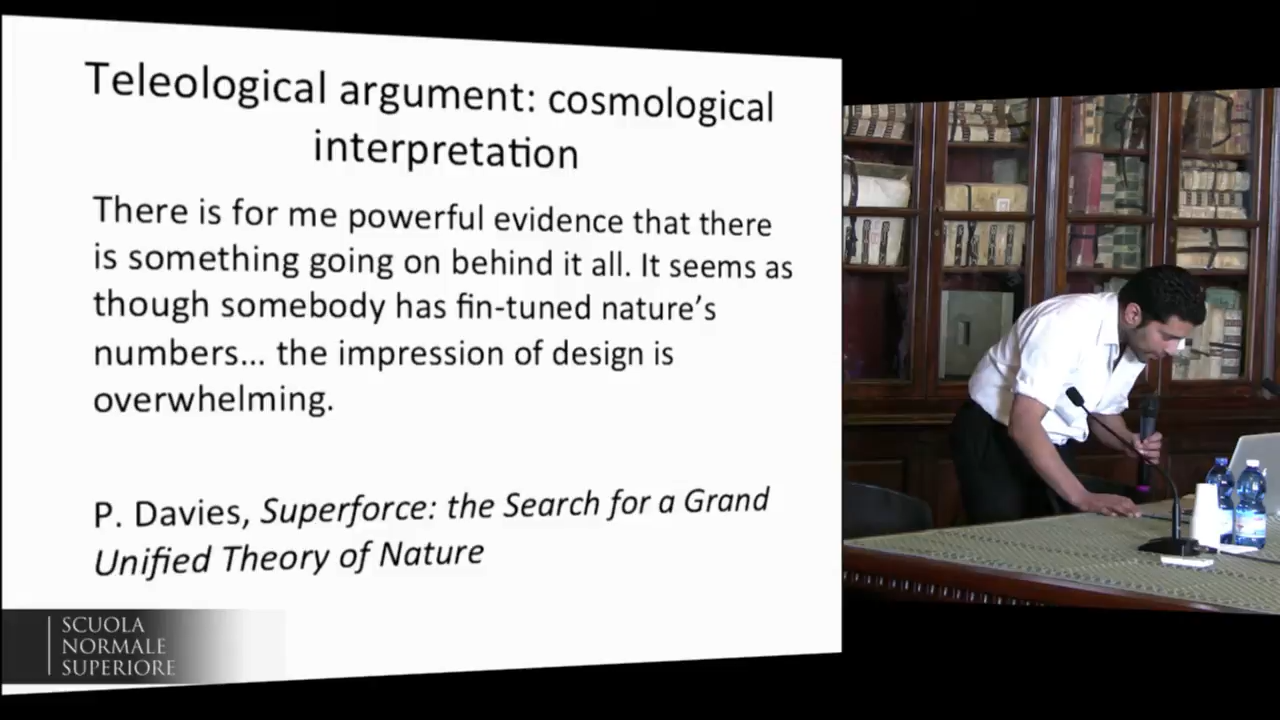 Teleological argument: cosmological
interpretation
There is for me powerful evidence that there
is something going on behind it all. It seems as
though somebody has fin-tuned nature's
numbers... the impression of design is
overwhelming.
P. Davies, Superforce: the Search for a Grand
Unified Theory of Nature
SCUOLA
NORMALE
SUPERIORE